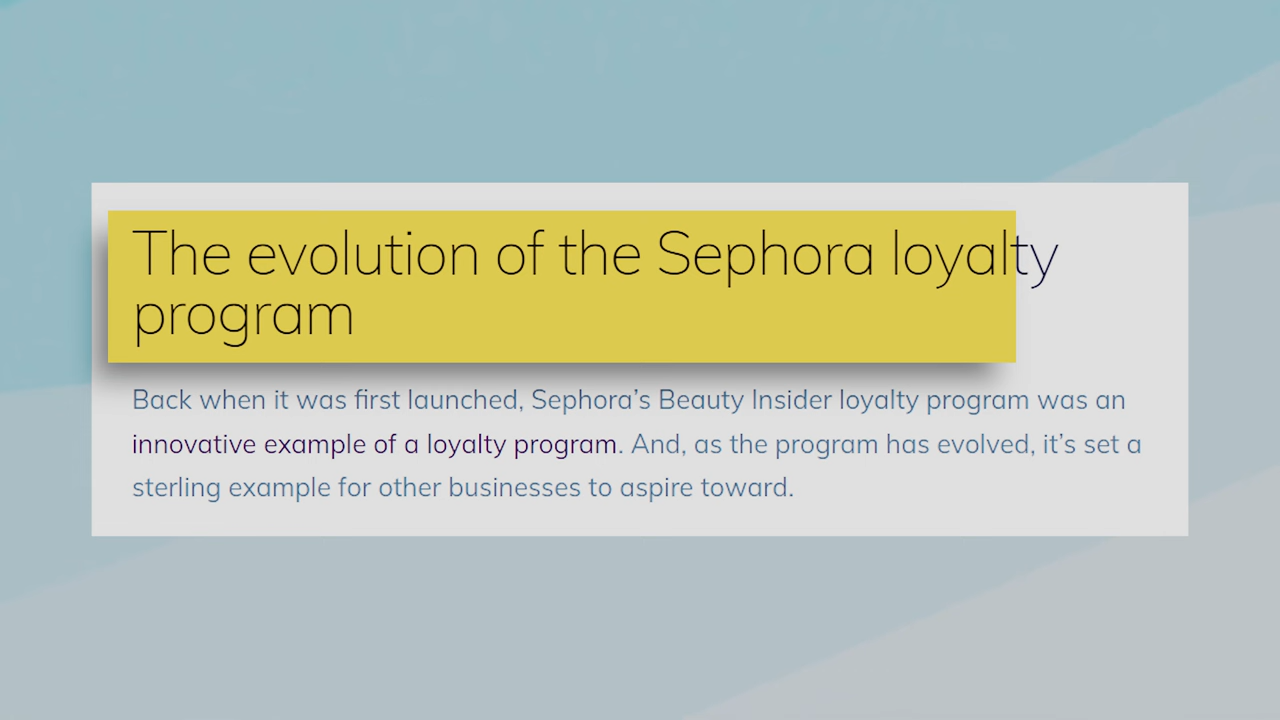 The evolution of the Sephora loyalty
program
Back when it was first launched, Sephora’s Beauty Insider loyalty program was an
innovative example of a loyalty program. And, as the program has evolved, it’s set a
sterling example for other businesses to aspire toward.